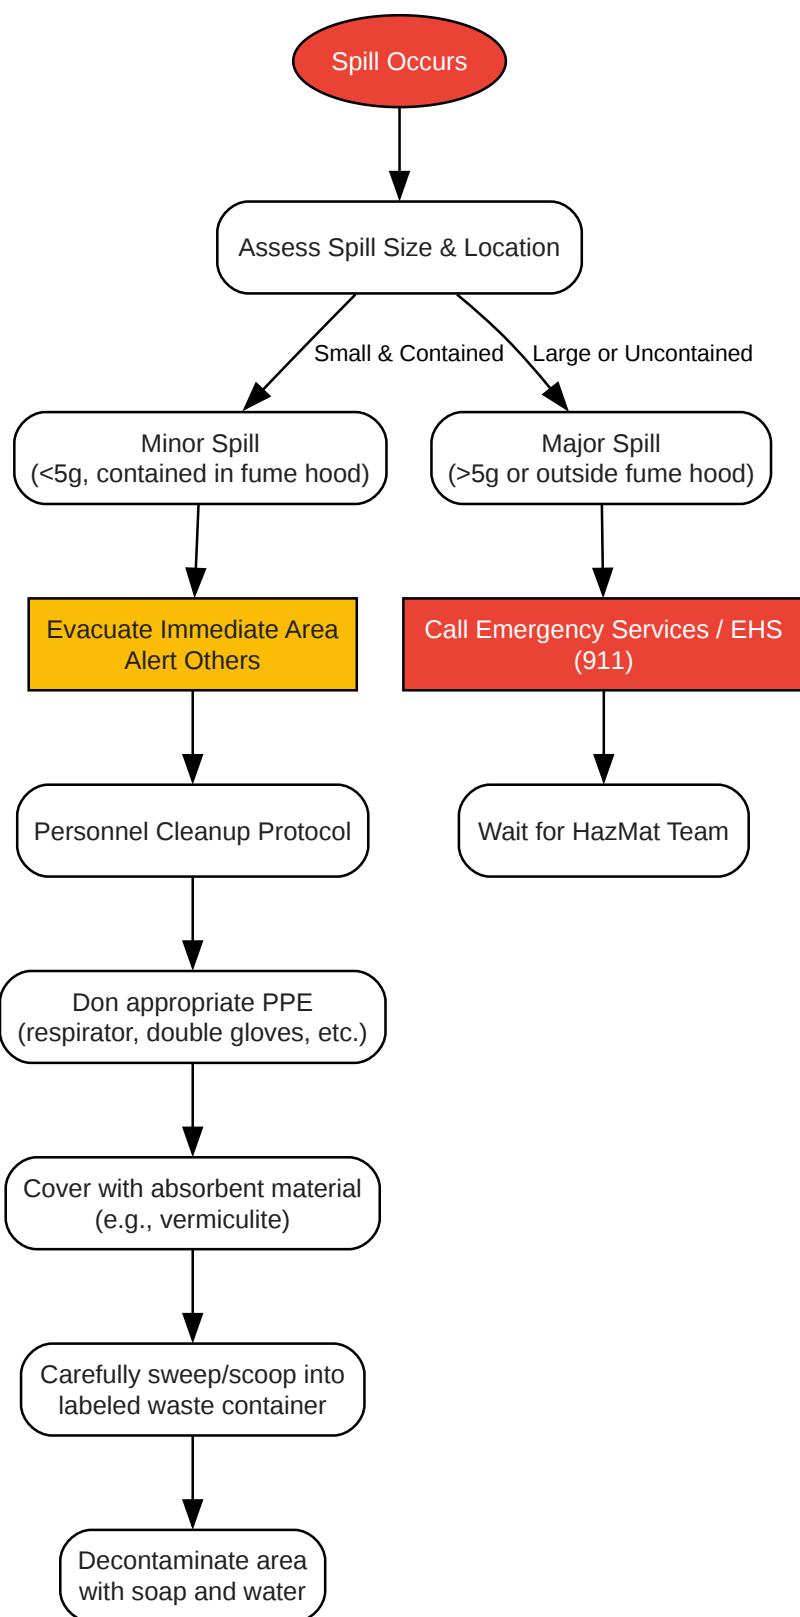 Spill Occurs
Assess Spill Size & Location
Small & Contained
Large or Uncontained
Minor Spill
(<5g, contained in fume hood)
Major Spill
(>5g or outside fume hood)
Evacuate Immediate Area
Alert Others
Call Emergency Services / EHS
(911)
Personnel Cleanup Protocol
Wait for HazMat Team
Don appropriate PPE
(respirator, double gloves, etc.)
Cover with absorbent material
(e.g., vermiculite)
Carefully sweep/scoop into
labeled waste container
Decontaminate area
with soap and water